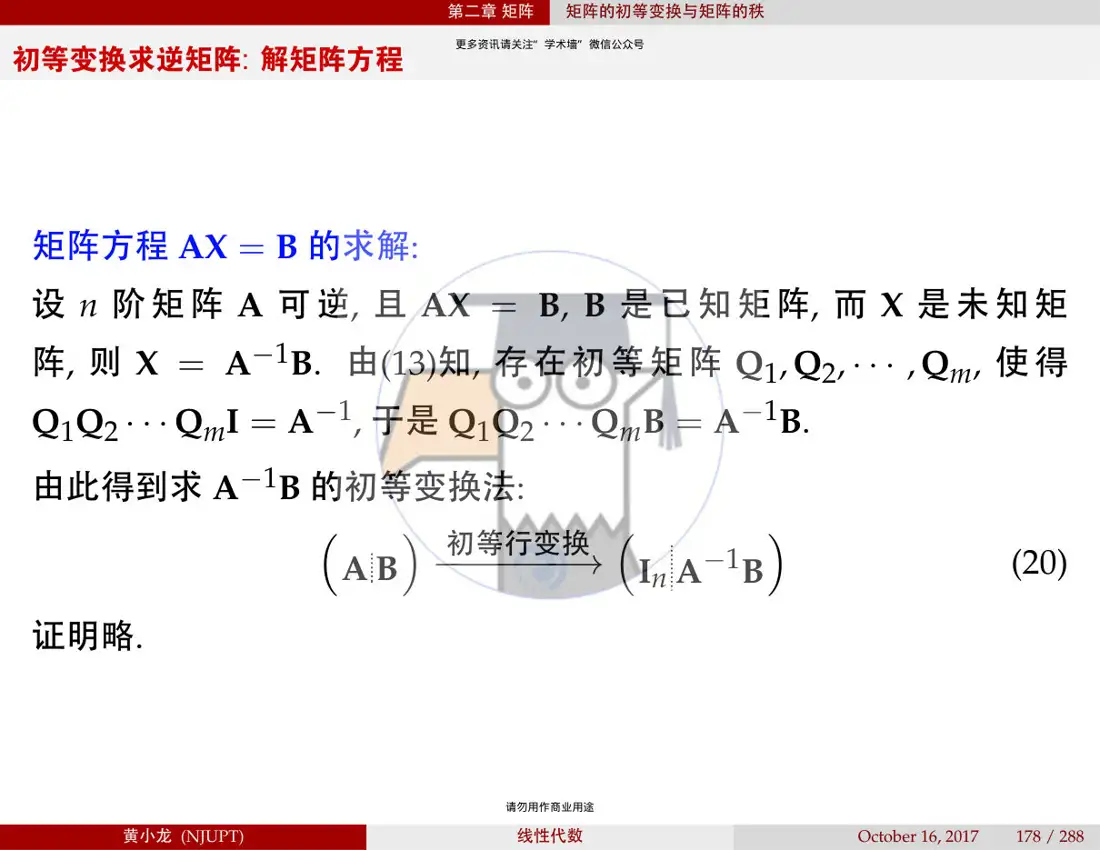 第二章 矩阵 矩阵的初等变换与矩阵的秩
更多资讯请关注“学术墙”微信公众号
初等变换求逆矩阵: 解矩阵方程
矩阵方程 AX = B 的求解:
设 n 阶矩阵 A 可逆, 且 AX = B, B 是已知矩阵, 而 X 是未知矩
阵, 则 X = A⁻¹B. 由(13)知, 存在初等矩阵 Q₁, Q₂, ⋯ , Qₘ, 使得
Q₁Q₂ ⋯ QₘI = A⁻¹, 于是 Q₁Q₂ ⋯ QₘB = A⁻¹B.
由此得到求 A⁻¹B 的初等变换法:
初等行变换
(A⋮B) ⟶ (Iₙ⋮A⁻¹B) (20)
证明略.
请勿用作商业用途
黄小龙 (NJUPT) 线性代数 October 16, 2017 178 / 288